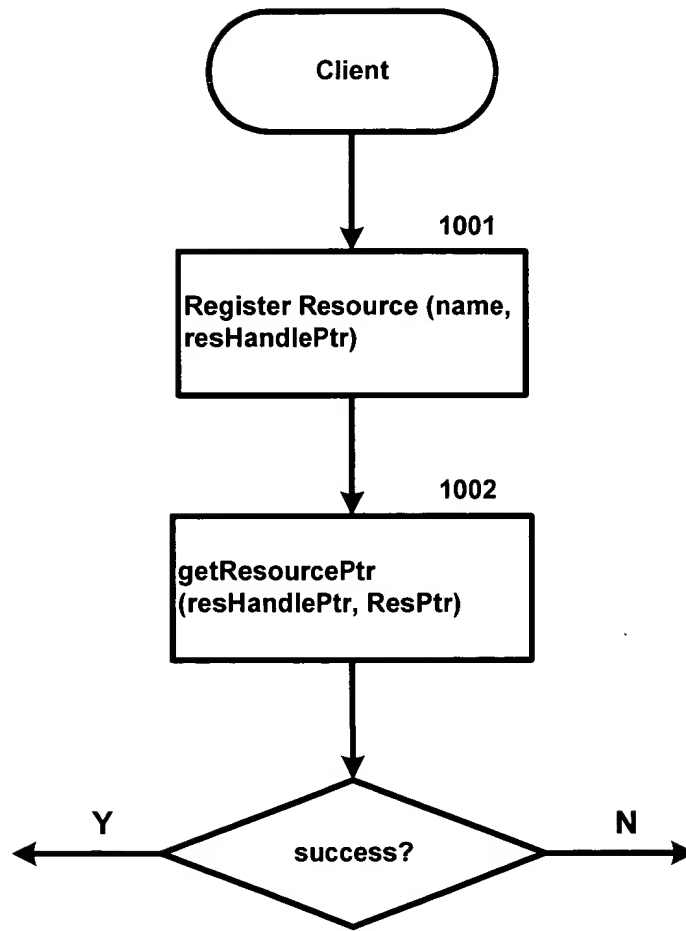 Client
1001
Register Resource (name,
resHandlePtr)
1002
getResourcePtr
(resHandlePtr, ResPtr)
Y
N
success?